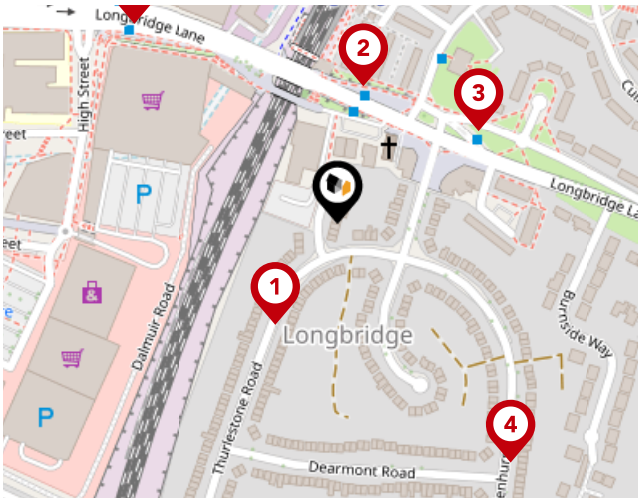 Longbridge Lane
High Street
2
3
P
reet
Longbridge La
1
Longbridge
Dalmuir Road
Burnside Way
&
P
Thurlestone Road
4
Dearmont Road
enhur